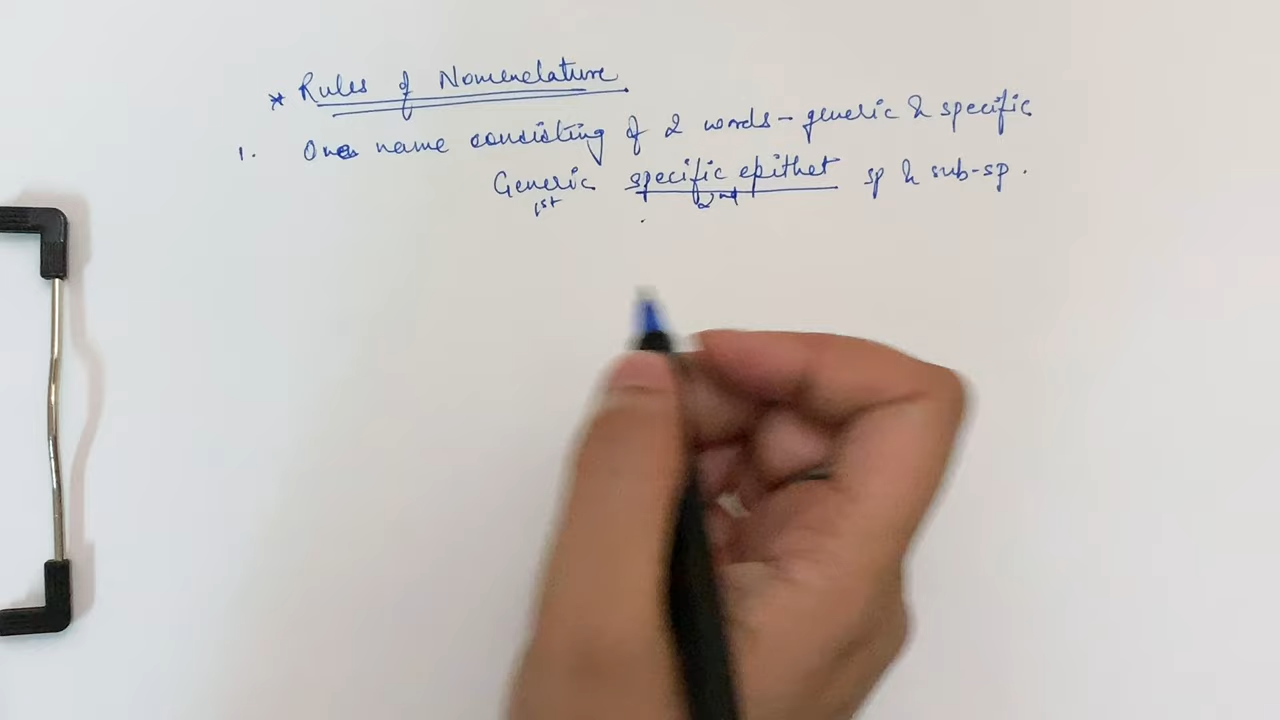 * Rules of Nomenclature
1. One name consisting of 2 words - generic & specific
Generic specific epithet sp & sub-sp.
1st 2nd